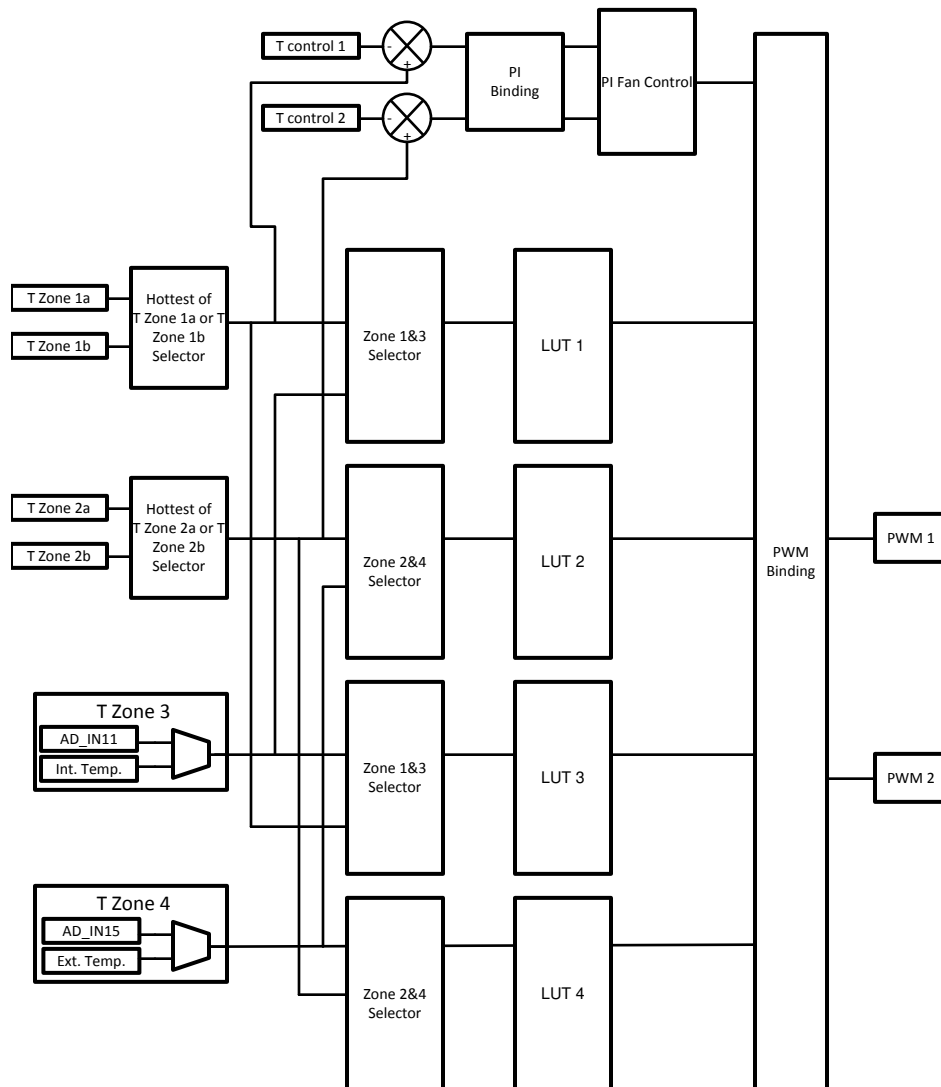 T control 1
-
+
T control 2
-
+
PI
Binding
PI Fan Control
T Zone 1a
T Zone 1b
Hottest of
T Zone 1a or T
Zone 1b
Selector
Zone 1&3
Selector
LUT 1
T Zone 2a
T Zone 2b
Hottest of
T Zone 2a or T
Zone 2b
Selector
Zone 2&4
Selector
LUT 2
PWM
Binding
PWM 1
T Zone 3
AD_IN11
Int. Temp.
Zone 1&3
Selector
LUT 3
PWM 2
T Zone 4
AD_IN15
Ext. Temp.
Zone 2&4
Selector
LUT 4